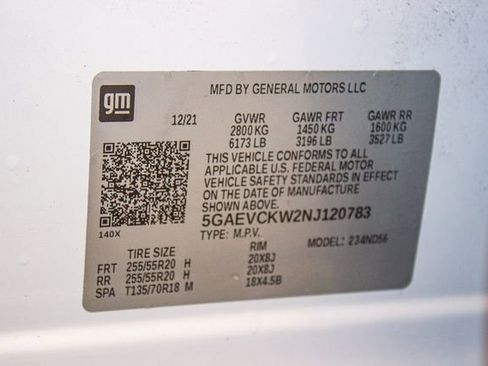 gm
MFD BY GENERAL MOTORS LLC
12/21 GVWR GAWR FRT GAWR RR
2800 KG 1450 KG 1600 KG
6173 LB 3196 LB 3527 LB
THIS VEHICLE CONFORMS TO ALL
APPLICABLE U.S. FEDERAL MOTOR
VEHICLE SAFETY STANDARDS IN EFFECT
ON THE DATE OF MANUFACTURE
SHOWN ABOVE.
5GAEVCKW2NJ120783
140X TYPE: M.P.V. MODEL: 234ND56
TIRE SIZE RIM
FRT 255/55R20 H 20X8J
RR 255/55R20 H 20X8J
SPA T135/70R18 M 18X4.5B